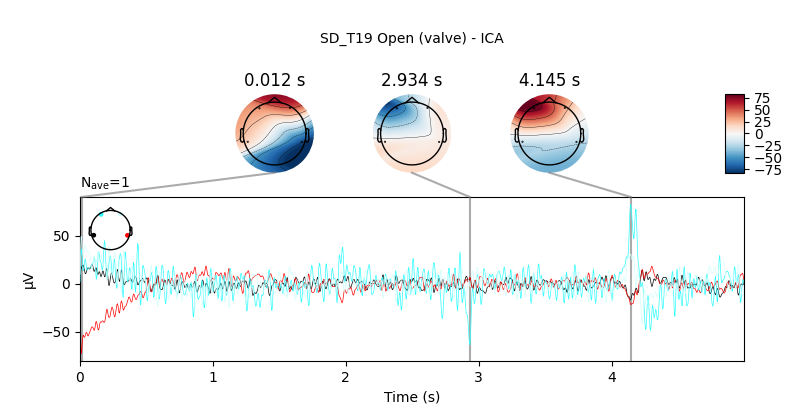 SD_T19 Open (valve) - ICA
0.012 s
2.934 s
4.145 s
75
50
25
0
−25
−50
−75
Nave=1
50
0
−50
µV
0
1
2
3
4
Time (s)